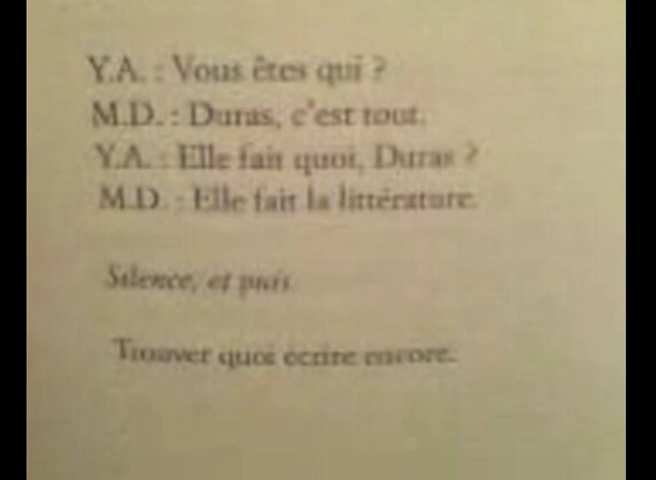 Y.A. : Vous êtes qui ?
M.D. : Duras, c'est tout.
Y.A. : Elle fait quoi, Duras ?
M.D. : Elle fait la littérature.
Silence, et puis
Trouver quoi écrire encore.